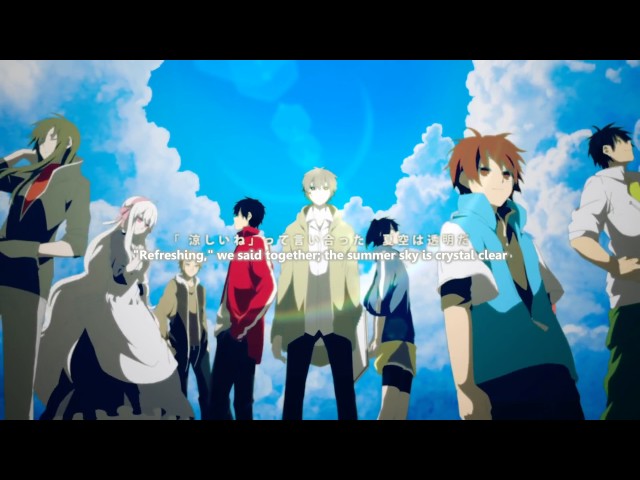 「 涼しいね」って言い合った　夏空は透明だ
"Refreshing," we said together; the summer sky is crystal clear